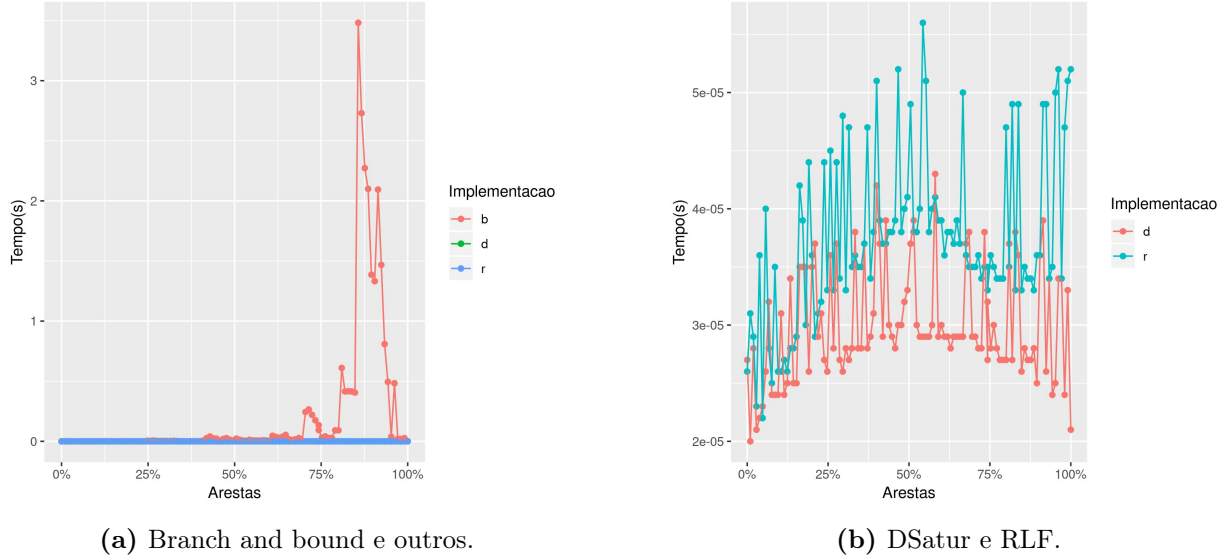 3
2
1
0
Tempo(s)
0%
25%
50%
75%
100%
Arestas
Implementacao
b
d
r
(a) Branch and bound e outros.
5e-05
4e-05
3e-05
2e-05
Tempo(s)
0%
25%
50%
75%
100%
Arestas
Implementacao
d
r
(b) DSatur e RLF.